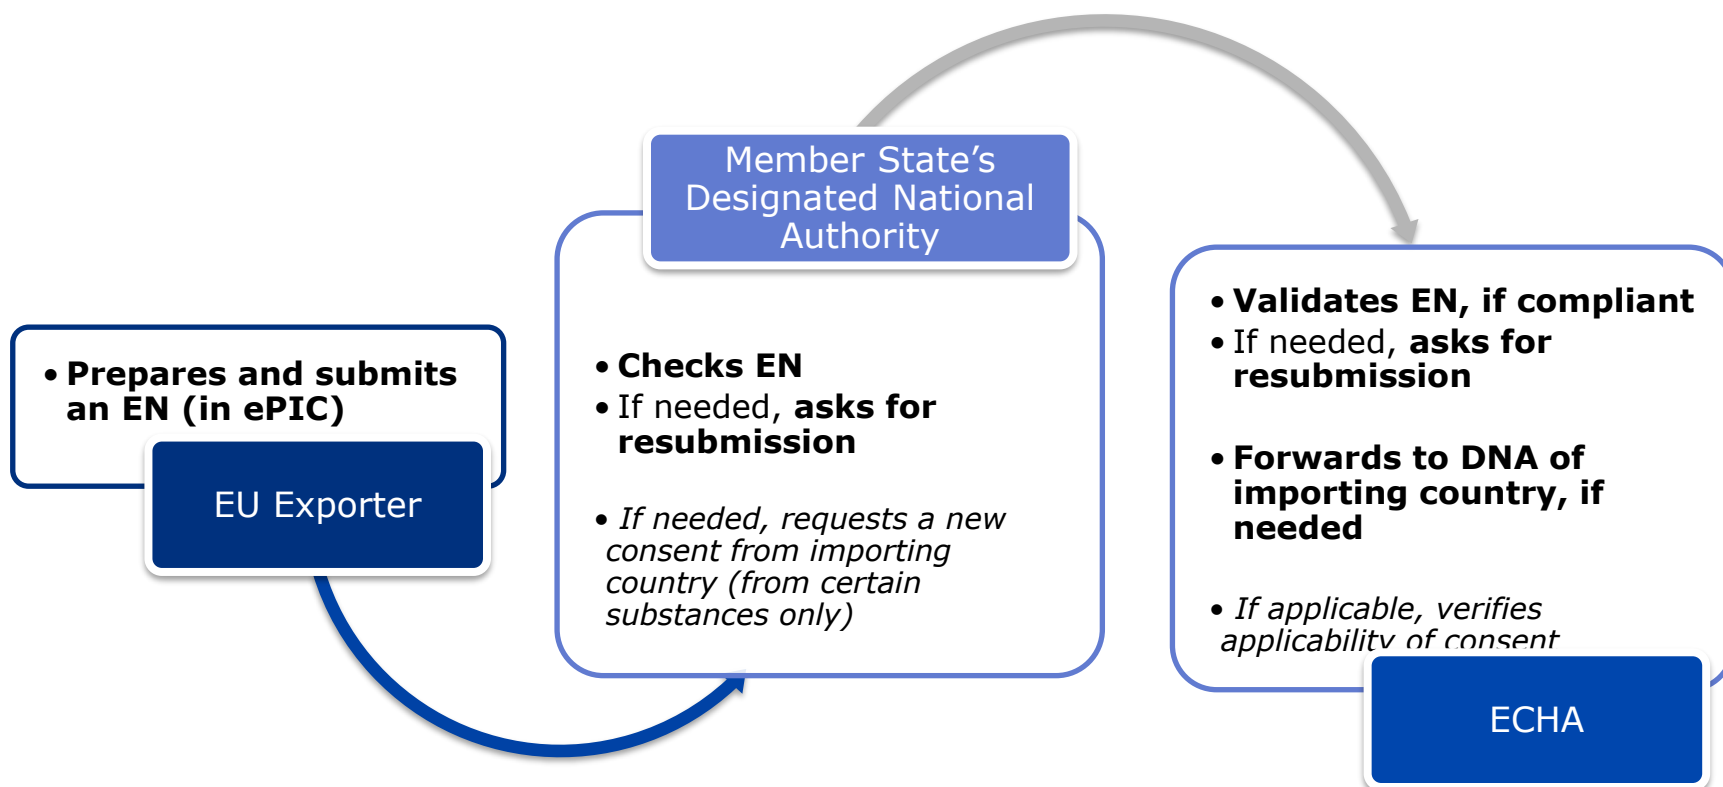 • Prepares and submits
an EN (in ePIC)
EU Exporter
Member State’s
Designated National
Authority
• Checks EN
• If needed, asks for
resubmission
• If needed, requests a new
consent from importing
country (from certain
substances only)
• Validates EN, if compliant
• If needed, asks for
resubmission
• Forwards to DNA of
importing country, if
needed
• If applicable, verifies
applicability of consent
ECHA